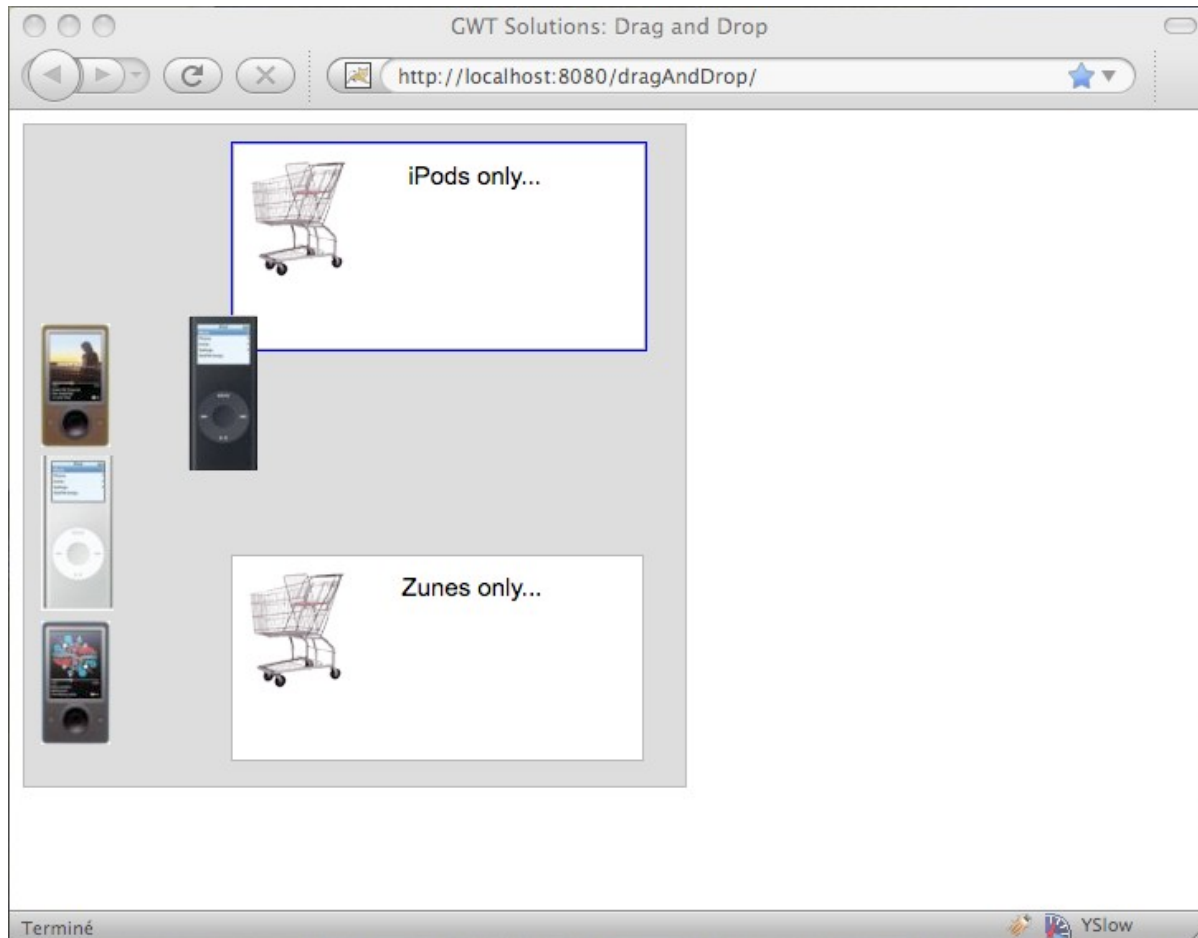 GWT Solutions: Drag and Drop
http://localhost:8080/dragAndDrop/
iPods only...
Zunes only...
Terminé
YSlow